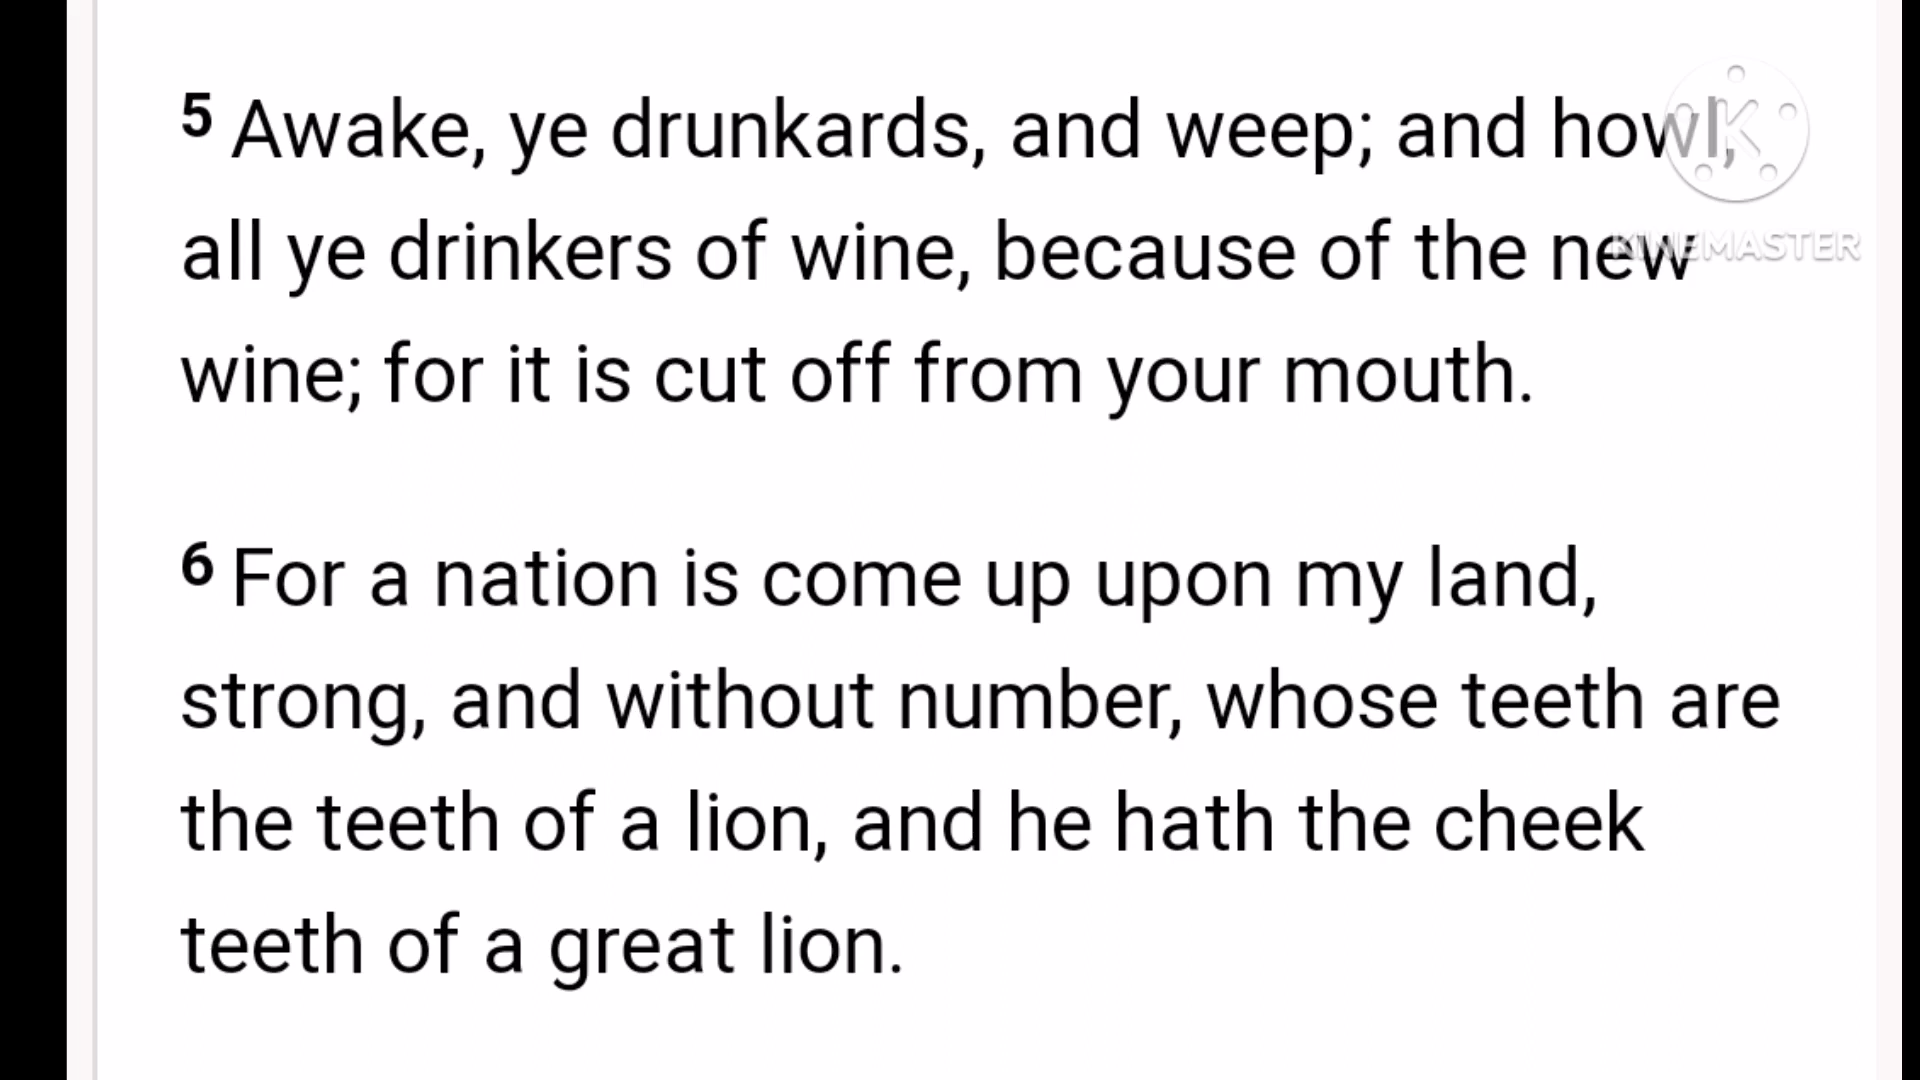 5 Awake, ye drunkards, and weep; and howl,
all ye drinkers of wine, because of the new
wine; for it is cut off from your mouth.
6 For a nation is come up upon my land,
strong, and without number, whose teeth are
the teeth of a lion, and he hath the cheek
teeth of a great lion.
K
KINEMASTER